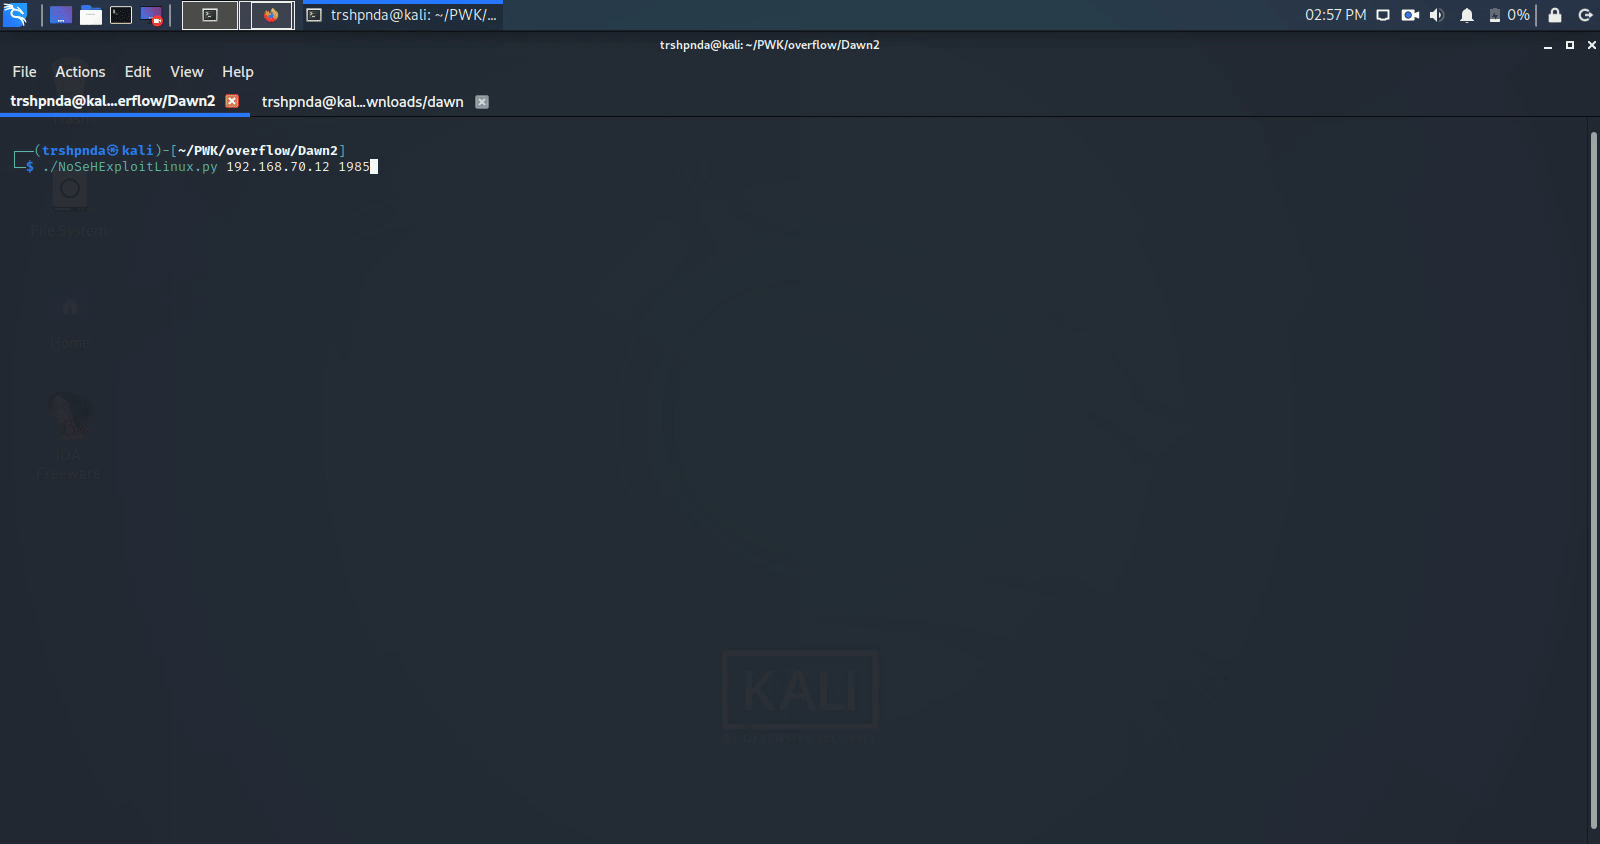 trshpnda@kali: ~/PWK/...
02:57 PM
0%
trshpnda@kali: ~/PWK/overflow/Dawn2
File Actions Edit View Help
trshpnda@kal...erflow/Dawn2
trshpnda@kal...wnloads/dawn
┌──(trshpnda㉿kali)-[~/PWK/overflow/Dawn2]
└─$ ./NoSeHExploitLinux.py 192.168.70.12 1985
File System
Home
IDA
Freeware
KALI